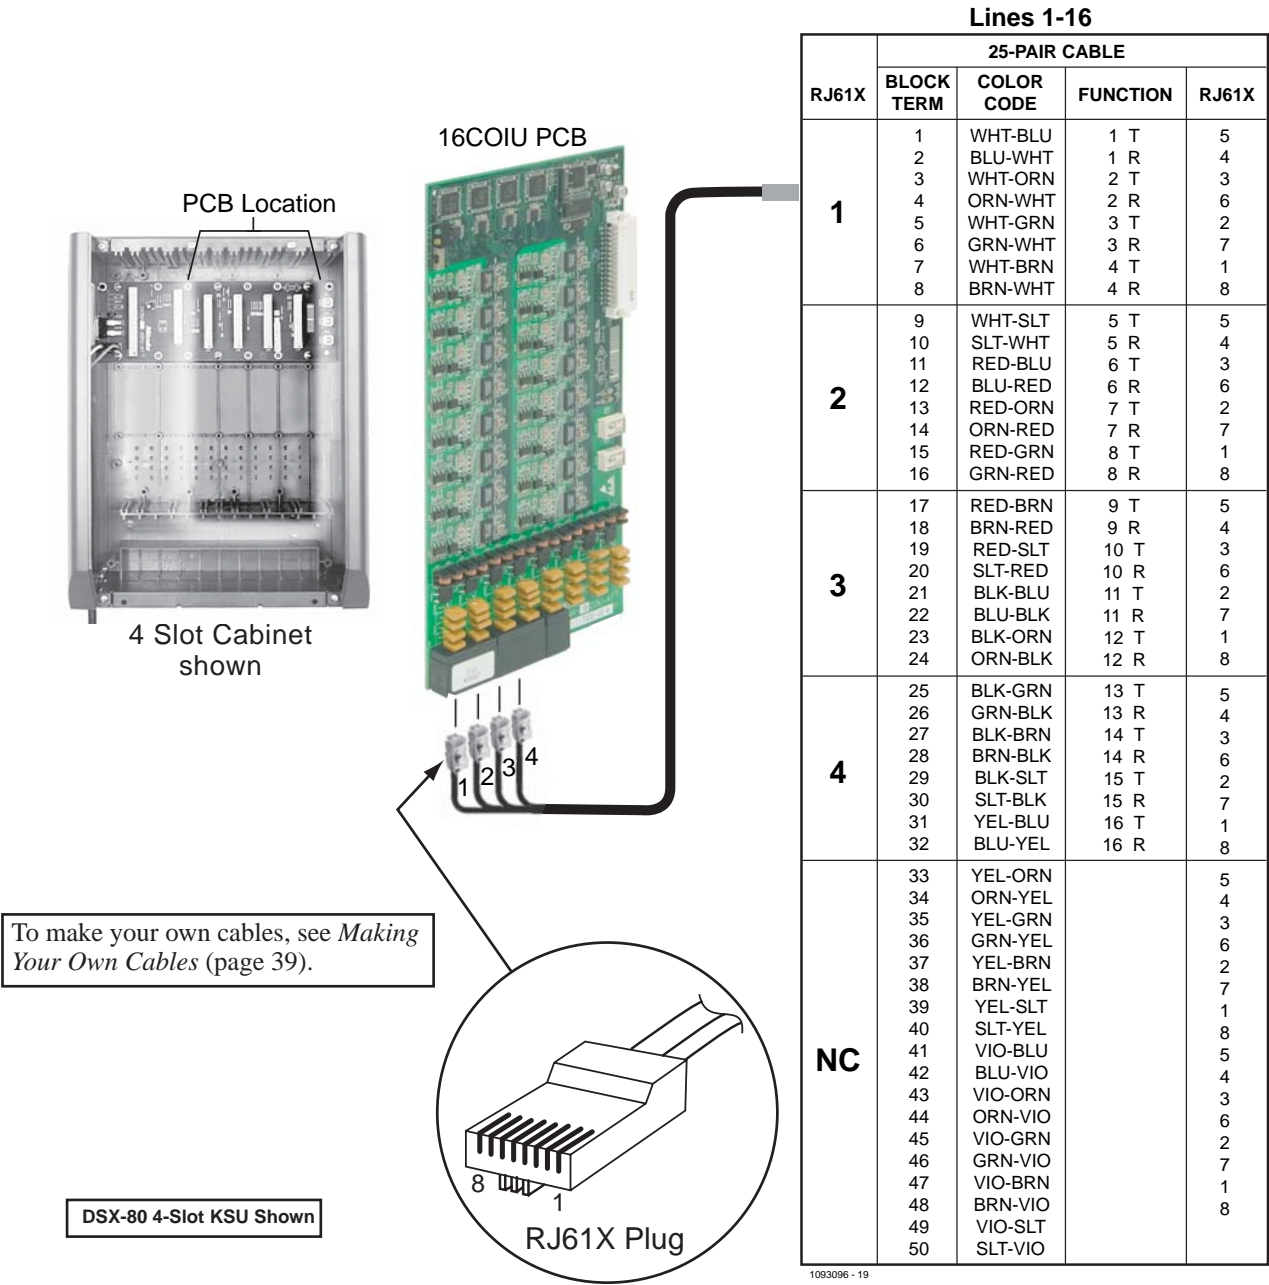 Lines 1-16
25-PAIR CABLE
RJ61X BLOCK TERM COLOR CODE FUNCTION RJ61X
1
1 WHT-BLU 1 T 5
2 BLU-WHT 1 R 4
3 WHT-ORN 2 T 3
4 ORN-WHT 2 R 6
5 WHT-GRN 3 T 2
6 GRN-WHT 3 R 7
7 WHT-BRN 4 T 1
8 BRN-WHT 4 R 8
2
9 WHT-SLT 5 T 5
10 SLT-WHT 5 R 4
11 RED-BLU 6 T 3
12 BLU-RED 6 R 6
13 RED-ORN 7 T 2
14 ORN-RED 7 R 7
15 RED-GRN 8 T 1
16 GRN-RED 8 R 8
3
17 RED-BRN 9 T 5
18 BRN-RED 9 R 4
19 RED-SLT 10 T 3
20 SLT-RED 10 R 6
21 BLK-BLU 11 T 2
22 BLU-BLK 11 R 7
23 BLK-ORN 12 T 1
24 ORN-BLK 12 R 8
4
25 BLK-GRN 13 T 5
26 GRN-BLK 13 R 4
27 BLK-BRN 14 T 3
28 BRN-BLK 14 R 6
29 BLK-SLT 15 T 2
30 SLT-BLK 15 R 7
31 YEL-BLU 16 T 1
32 BLU-YEL 16 R 8
NC
33 YEL-ORN 5
34 ORN-YEL 4
35 YEL-GRN 3
36 GRN-YEL 6
37 YEL-BRN 2
38 BRN-YEL 7
39 YEL-SLT 1
40 SLT-YEL 8
41 VIO-BLU 5
42 BLU-VIO 4
43 VIO-ORN 3
44 ORN-VIO 6
45 VIO-GRN 2
46 GRN-VIO 7
47 VIO-BRN 1
48 BRN-VIO 8
49 VIO-SLT
50 SLT-VIO
1093096 - 19
16COIU PCB
PCB Location
4 Slot Cabinet
shown
1 2 3 4
To make your own cables, see Making
Your Own Cables (page 39).
8
1
RJ61X Plug
DSX-80 4-Slot KSU Shown